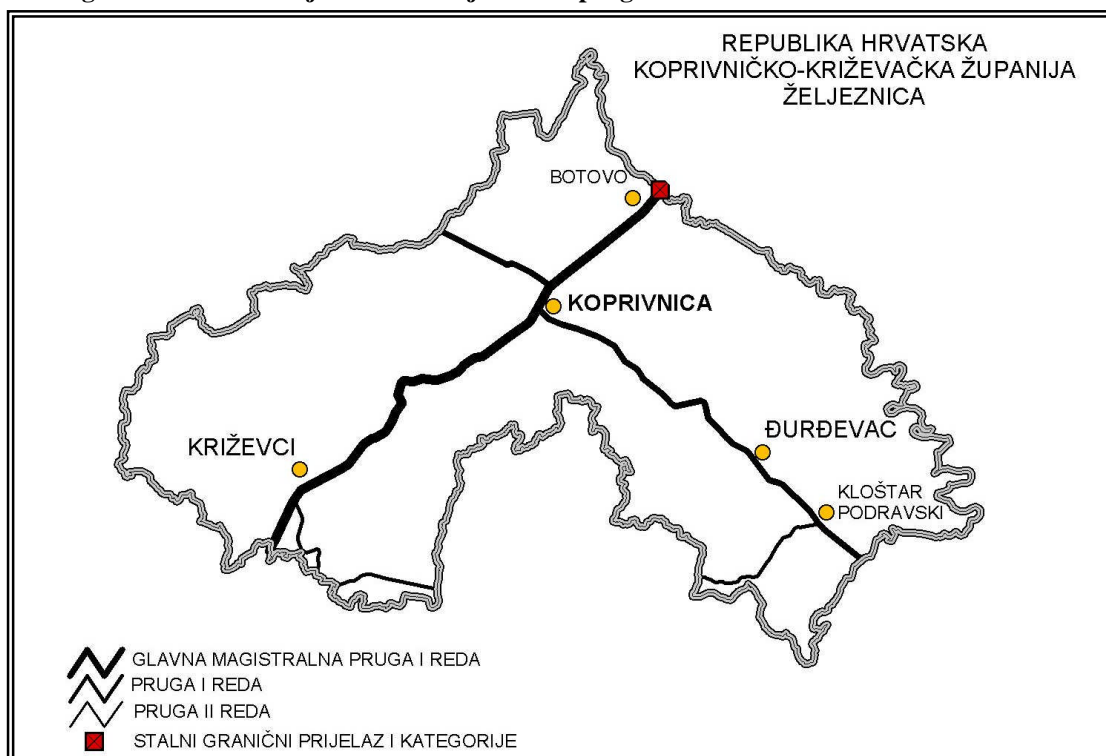 REPUBLIKA HRVATSKA
KOPRIVNIČKO-KRIŽEVAČKA ŽUPANIJA
ŽELJEZNICA
BOTOVO
KOPRIVNICA
KRIŽEVCI
ĐURĐEVAC
KLOŠTAR
PODRAVSKI
GLAVNA MAGISTRALNA PRUGA I REDA
PRUGA I REDA
PRUGA II REDA
STALNI GRANIČNI PRIJELAZ I KATEGORIJE